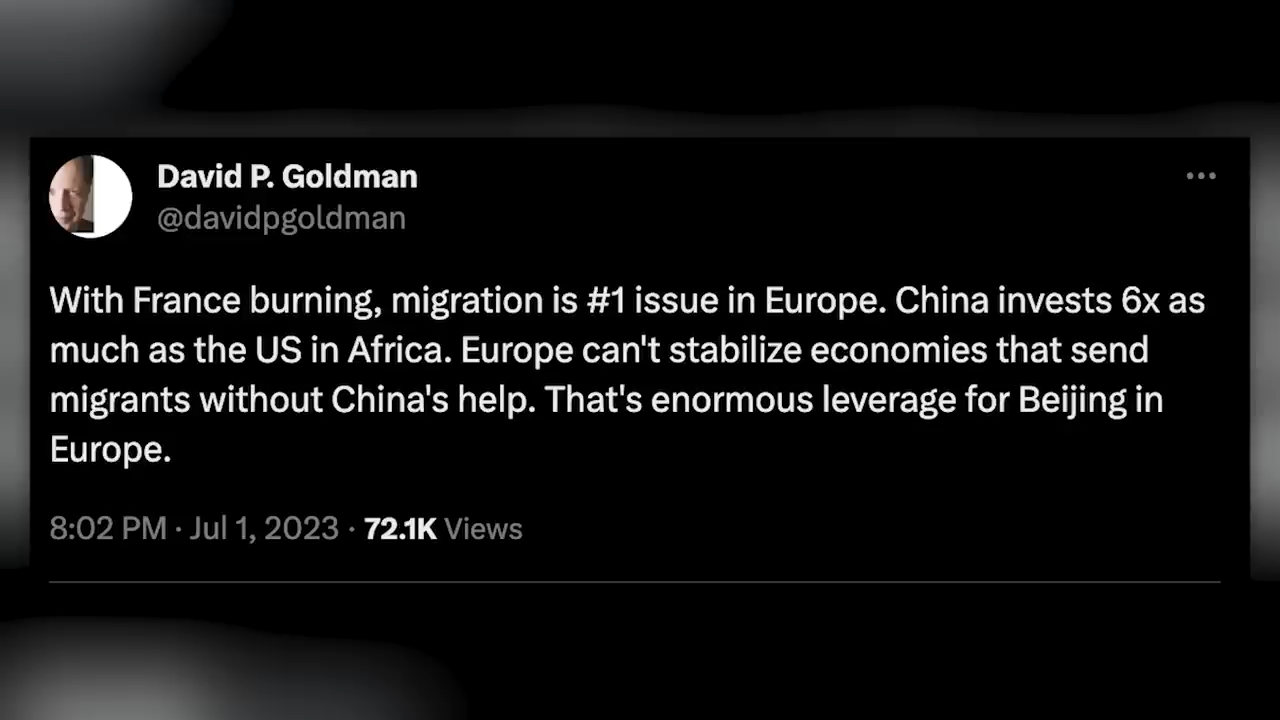 David P. Goldman
@davidpgoldman
With France burning, migration is #1 issue in Europe. China invests 6x as
much as the US in Africa. Europe can't stabilize economies that send
migrants without China's help. That's enormous leverage for Beijing in
Europe.
8:02 PM · Jul 1, 2023 · 72.1K Views